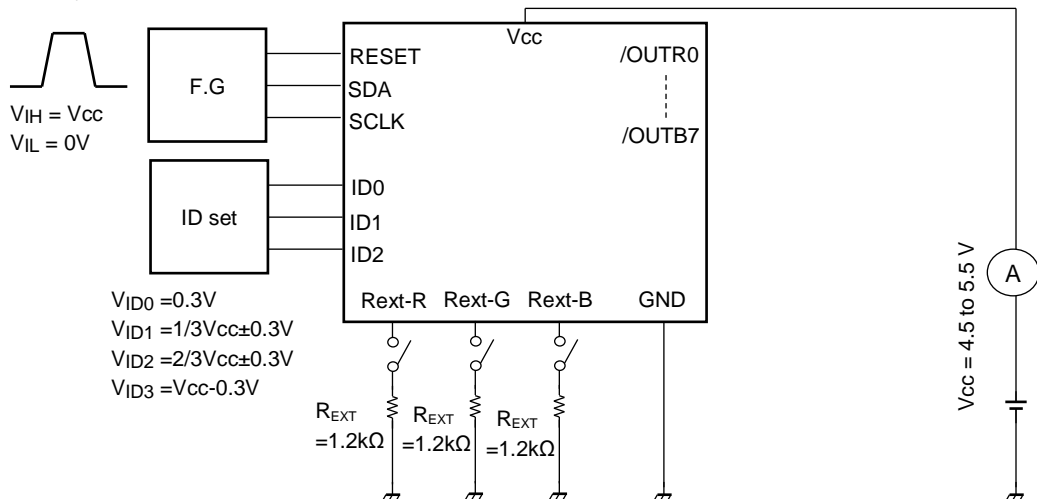 Vcc
RESET
SDA
SCLK
/OUTR0
/OUTB7
F.G
VIH = Vcc
VIL = 0V
ID0
ID1
ID2
ID set
VID0 =0.3V
VID1 =1/3Vcc±0.3V
VID2 =2/3Vcc±0.3V
VID3 =Vcc-0.3V
Rext-R
Rext-G
Rext-B
GND
REXT
=1.2kΩ
REXT
=1.2kΩ
REXT
=1.2kΩ
A
Vcc = 4.5 to 5.5 V